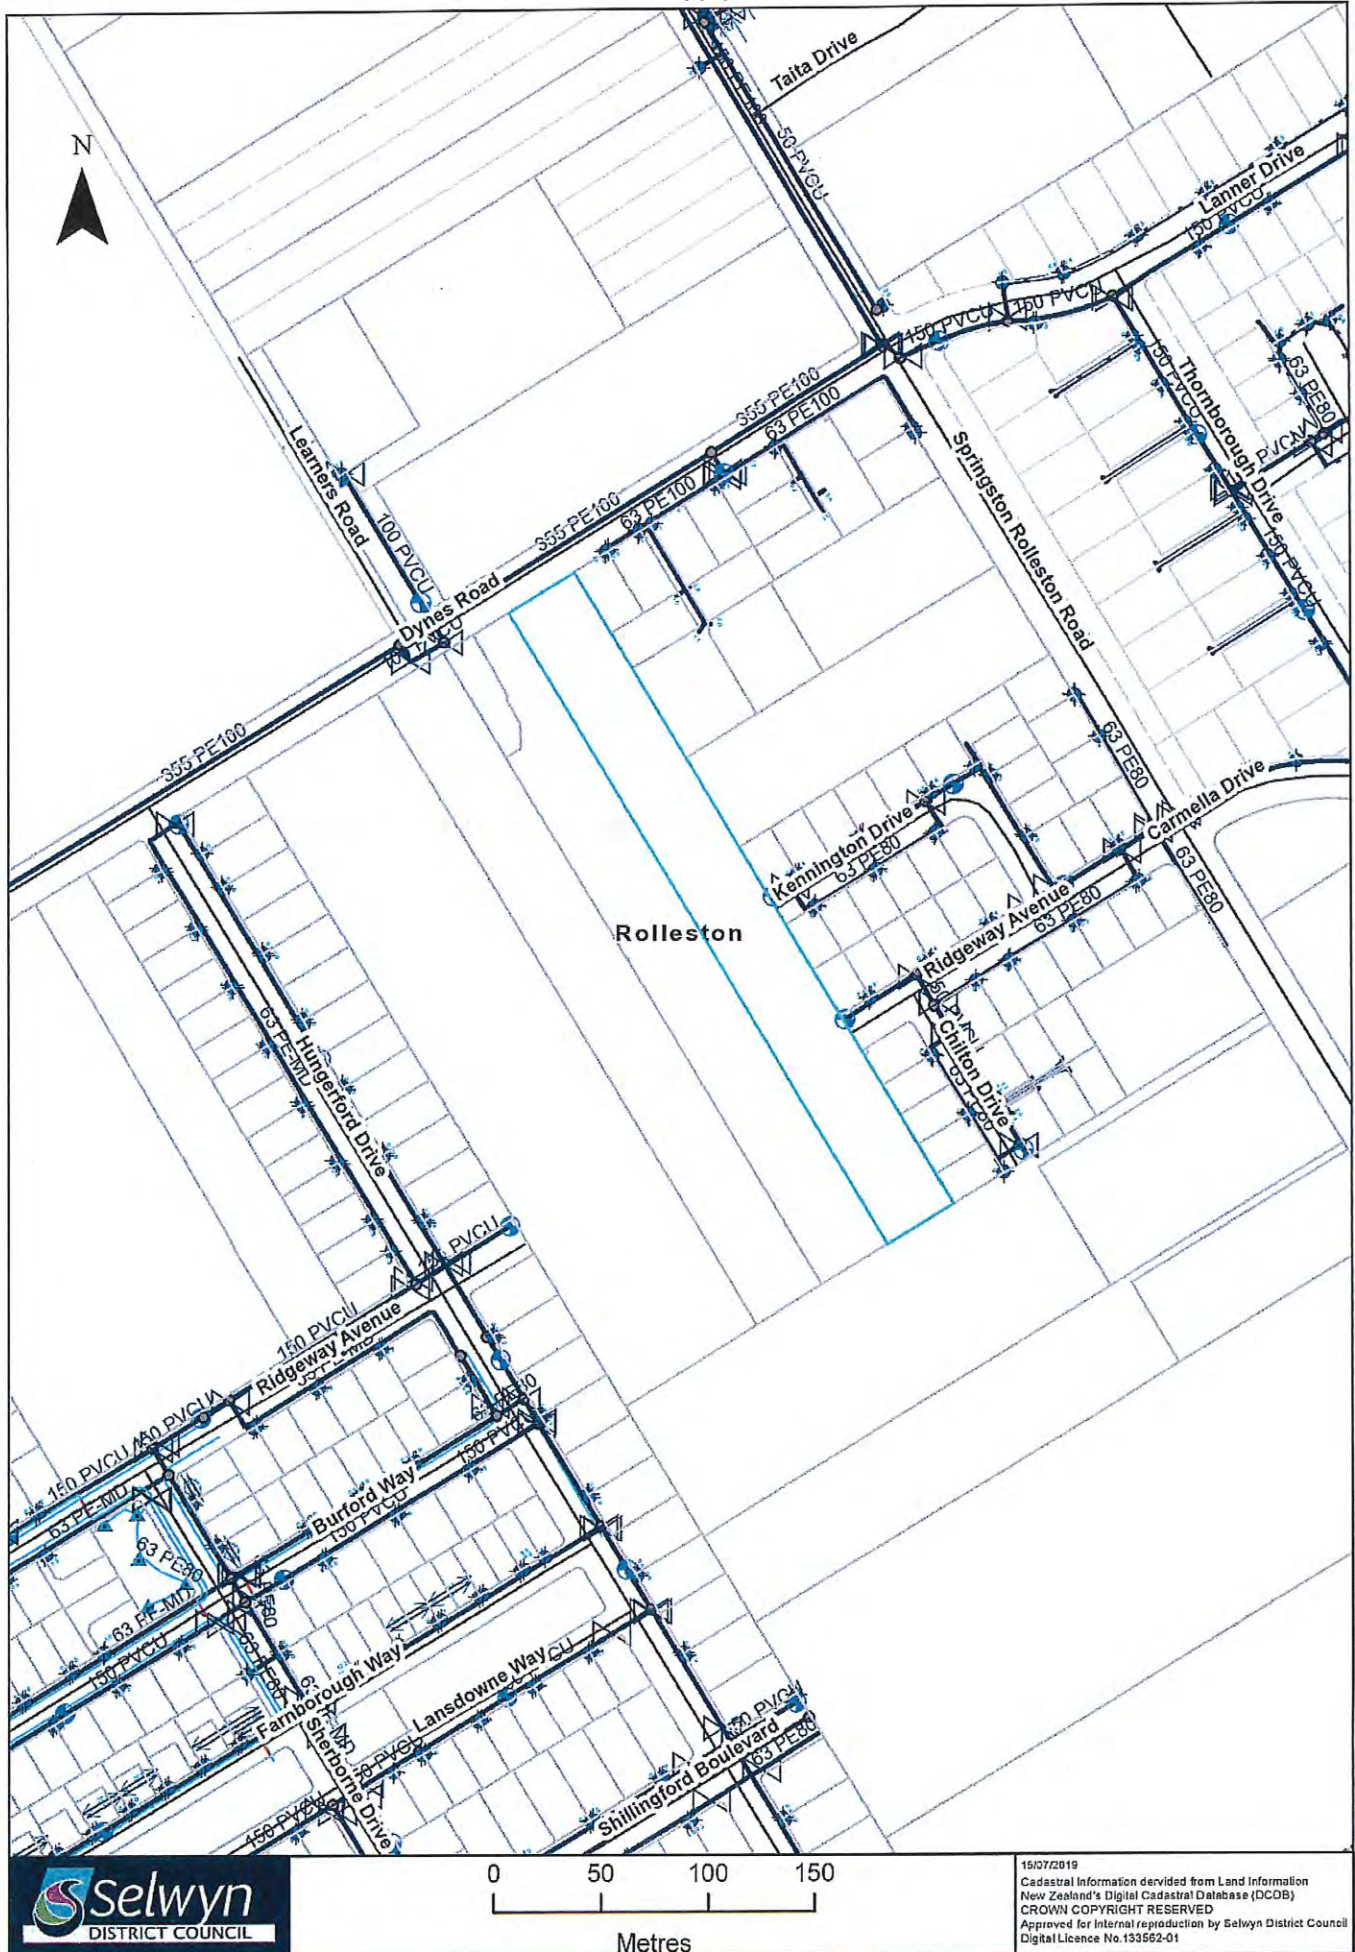 N
Taita Drive
50 PVCU
Lanner Drive
150 PVCU
150 PVCU
150 PVCU
355 PE100
63 PE100
150 PVCU
Thornborough Drive
63 PE80
PVCU
Learners Road
100 PVCU
355 PE100
63 PE100
Springston Rolleston Road
150 PVCU
Dynes Road
355 PE100
63 PE80
Carmella Drive
Kennington Drive
63 PE80
63 PE80
Rolleston
Ridgeway Avenue
63 PE80
Chilton Drive
63 PE80
63 PE-MD
Hungerford Drive
PVCU
150 PVCU
Ridgeway Avenue
150 PVCU
150 PVCU
150 PVCU
63 PE-MD
Burford Way
150 PVCU
63 PE80
63 PE-MD
150 PVCU
63 PE80
Farnborough Way
Lansdowne Way
Sherborne Drive
150 PVCU
Shillingford Boulevard
63 PE80
Selwyn
DISTRICT COUNCIL
0 50 100 150
Metres
15/07/2019
Cadastral Information dervided from Land Information
New Zealand's Digital Cadastral Database (DCDB)
CROWN COPYRIGHT RESERVED
Approved for Internal reproduction by Selwyn District Council
Digital Licence No.133562-01